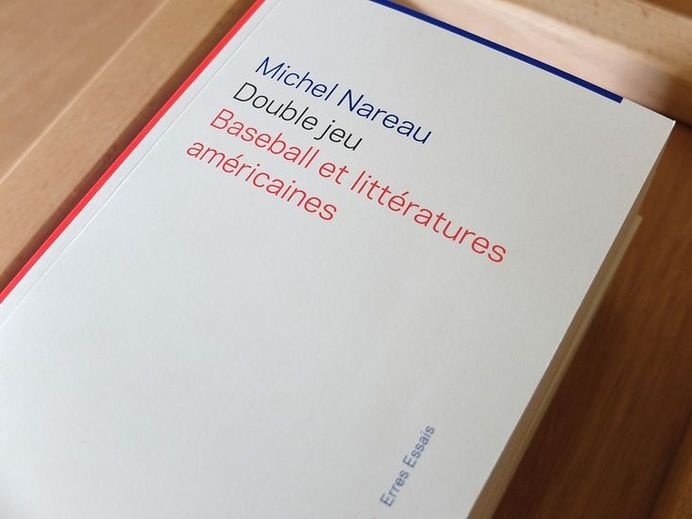 Michel Nareau
Double jeu
Baseball et littératures
américaines
Erres Essais